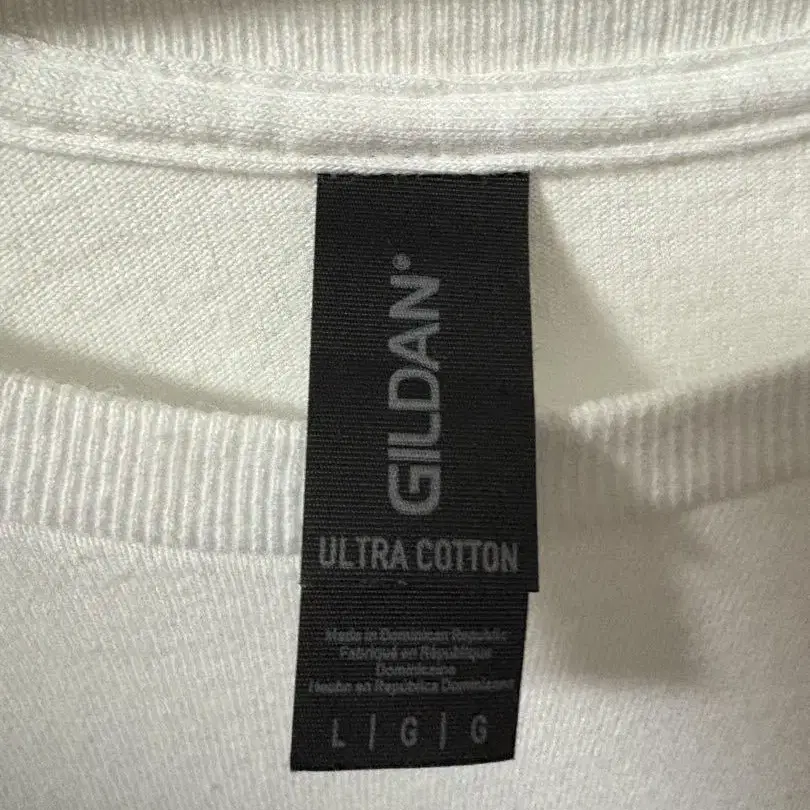 GILDAN®
ULTRA COTTON
Made in Dominican Republic
Fabriqué en République
Dominicaine
Hecho en República Dominicana
L | G | G